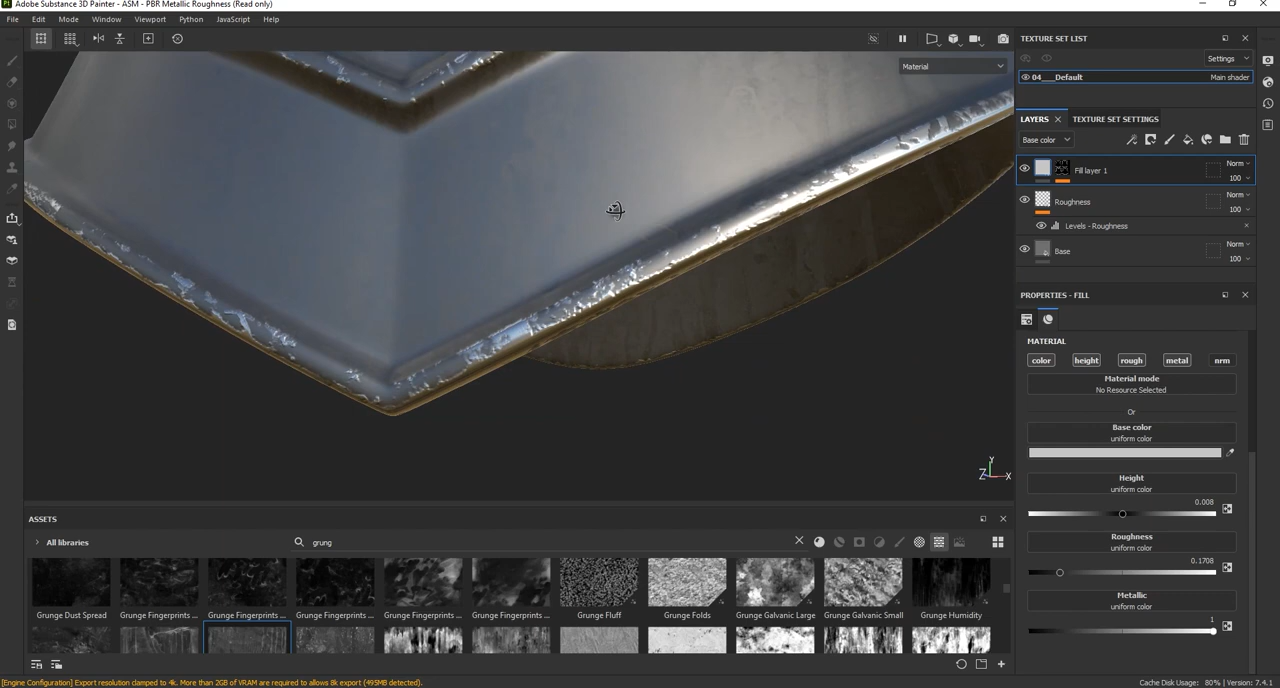 Adobe Substance 3D Painter - ASM - PBR Metallic Roughness (Read only)
File Edit Mode Window Viewport Python JavaScript Help
Material
TEXTURE SET LIST
Settings
04___Default Main shader
LAYERS TEXTURE SET SETTINGS
Base color
Fill layer 1 Norm 100
Roughness Norm 100
Levels - Roughness
Base Norm 100
PROPERTIES - FILL
MATERIAL
color height rough metal nrm
Material mode
No Resource Selected
Or
Base color
uniform color
Height
uniform color
0.008
Roughness
uniform color
0.1708
Metallic
uniform color
1
Y
Z X
ASSETS
All libraries grung
Grunge Dust Spread Grunge Fingerprints ... Grunge Fingerprints ... Grunge Fingerprints ... Grunge Fingerprints ... Grunge Fingerprints ... Grunge Fluff Grunge Folds Grunge Galvanic Large Grunge Galvanic Small Grunge Humidity
[Engine Configuration] Export resolution clamped to 4k. More than 2GB of VRAM are required to allows 8k export (495MB detected).
Cache Disk Usage: 80% | Version: 7.4.1